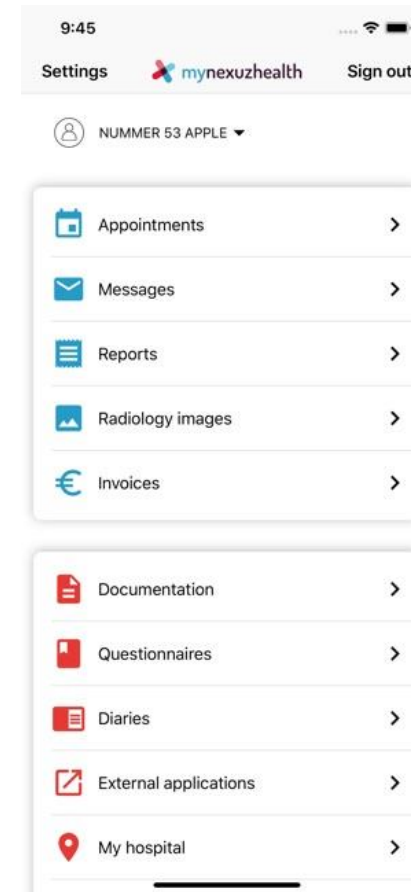 9:45
Settings mynexuzhealth Sign out
NUMMER 53 APPLE
Appointments
Messages
Reports
Radiology images
Invoices
Documentation
Questionnaires
Diaries
External applications
My hospital